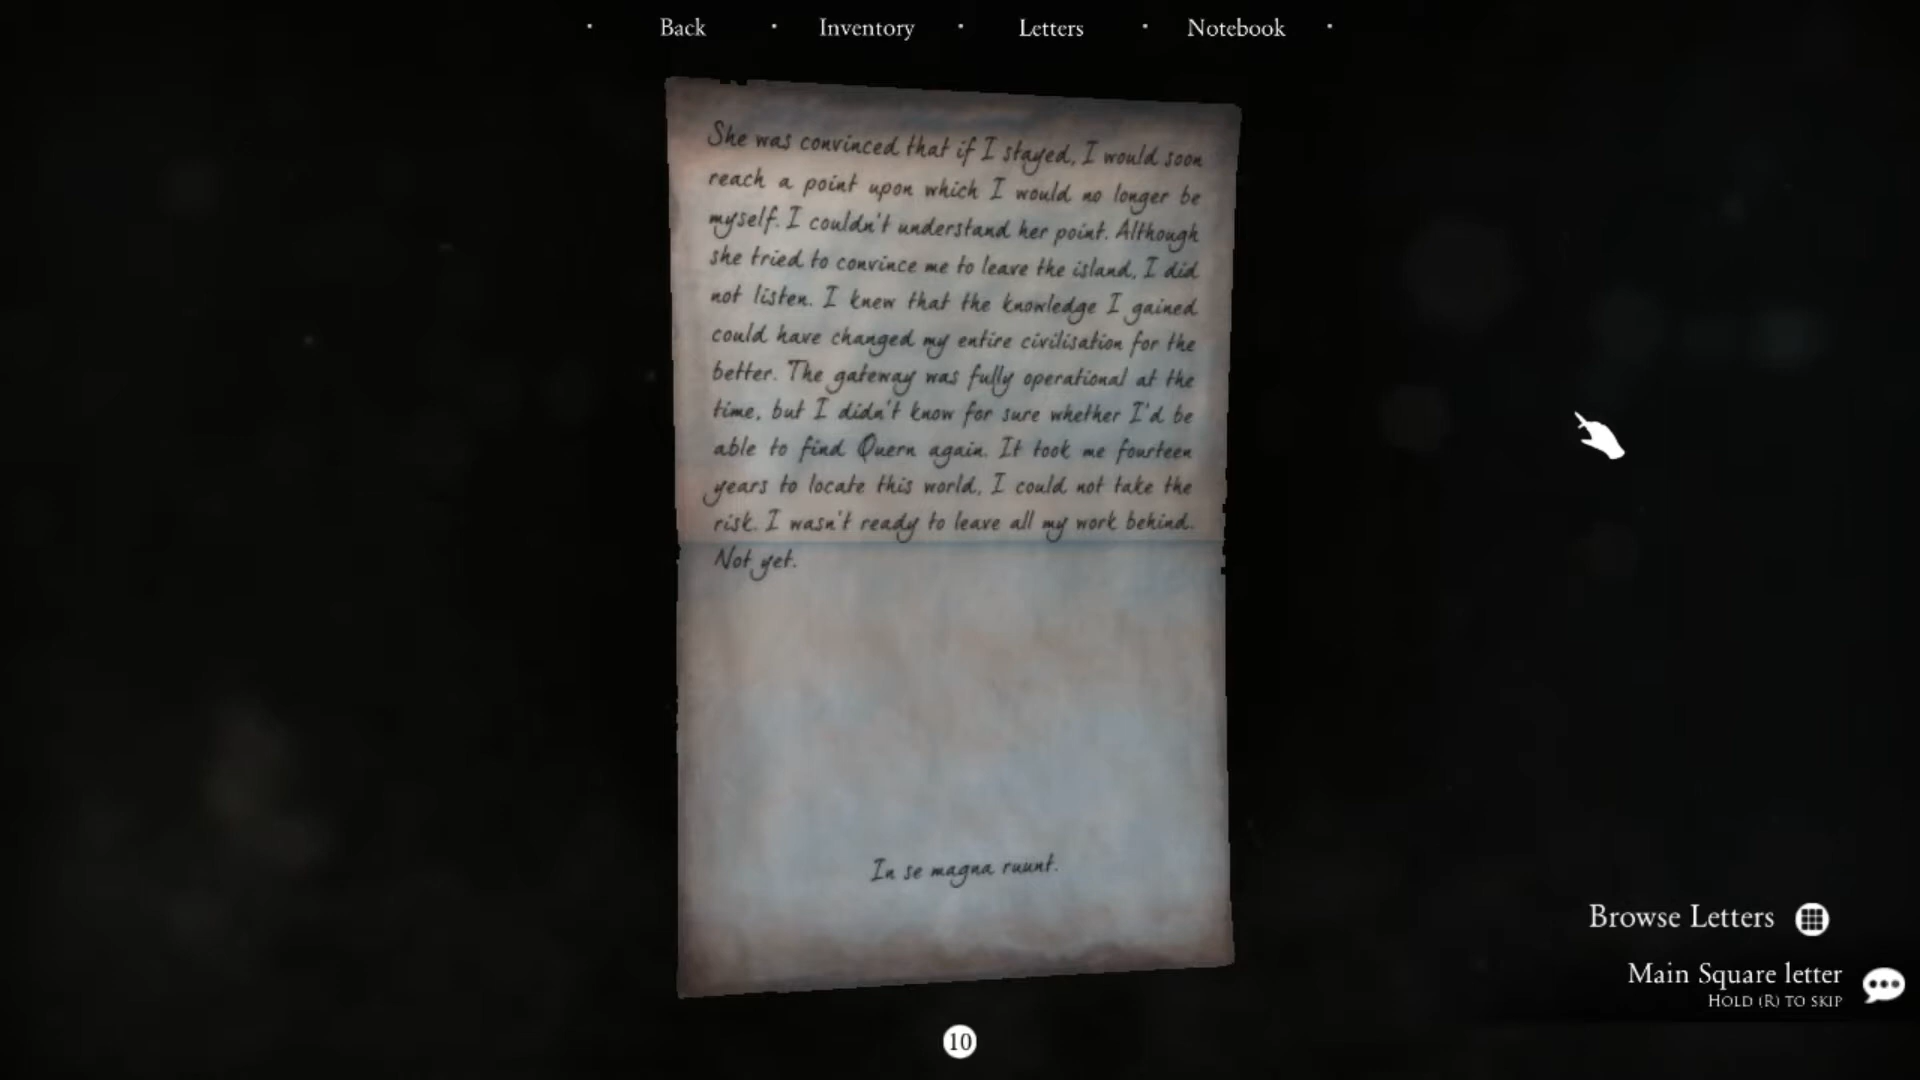 Back
Inventory
Letters
Notebook
She was convinced that if I stayed, I would soon
reach a point upon which I would no longer be
myself. I couldn't understand her point. Although
she tried to convince me to leave the island, I did
not listen. I knew that the knowledge I gained
could have changed my entire civilisation for the
better. The gateway was fully operational at the
time, but I didn't know for sure whether I'd be
able to find Quern again. It took me fourteen
years to locate this world, I could not take the
risk. I wasn't ready to leave all my work behind.
Not yet.
In se magna ruunt.
Browse Letters
Main Square letter
HOLD (R) TO SKIP
10